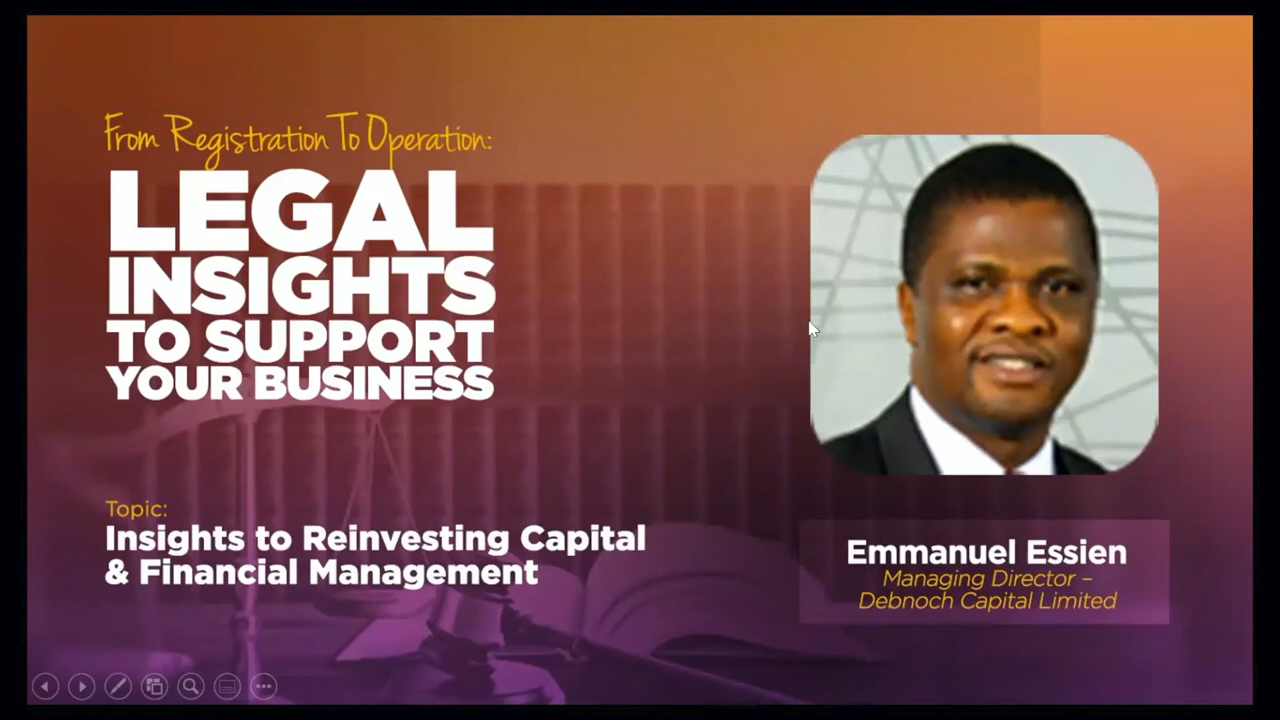 From Registration To Operation:
LEGAL
INSIGHTS
TO SUPPORT
YOUR BUSINESS
Topic:
Insights to Reinvesting Capital
& Financial Management
Emmanuel Essien
Managing Director –
Debnoch Capital Limited